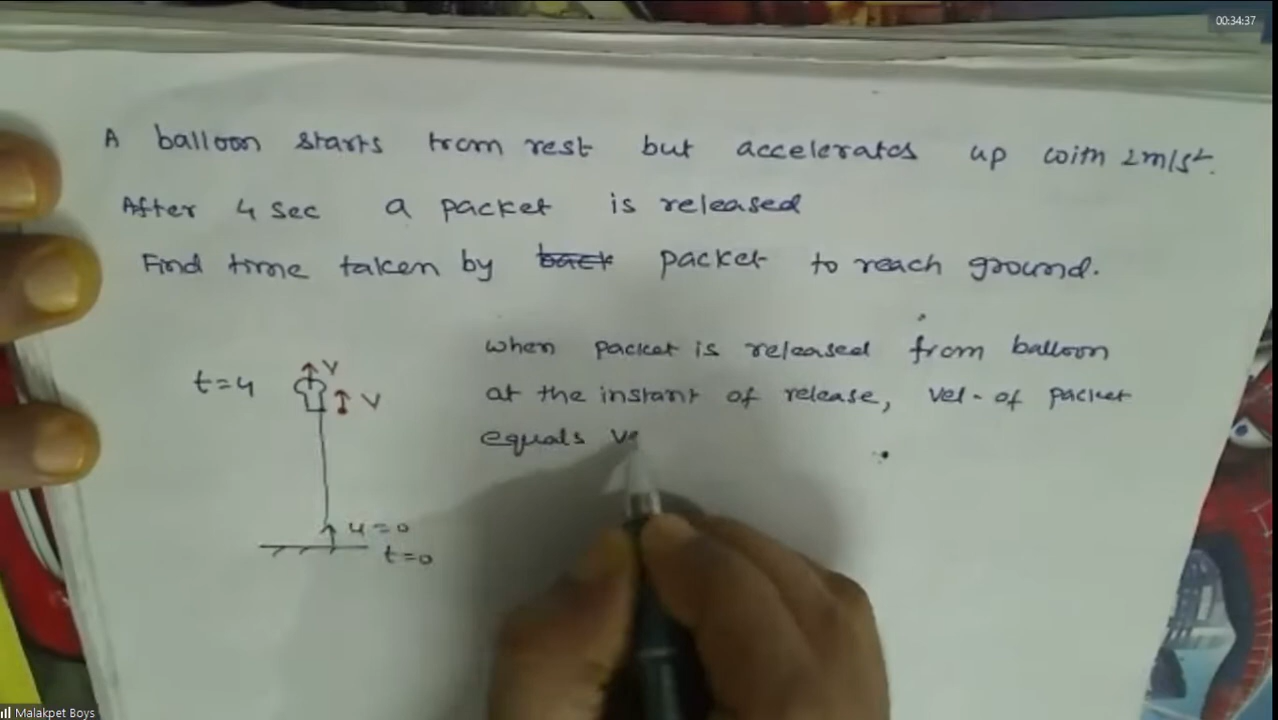 00:34:37
A balloon starts from rest but accelerates up with 2m/s².
After 4 sec a packet is released
Find time taken by packet to reach ground.
when packet is released from balloon
at the instant of release, vel- of packet
equals ve
t=4
V
V
u=0
t=0
Malakpet Boys